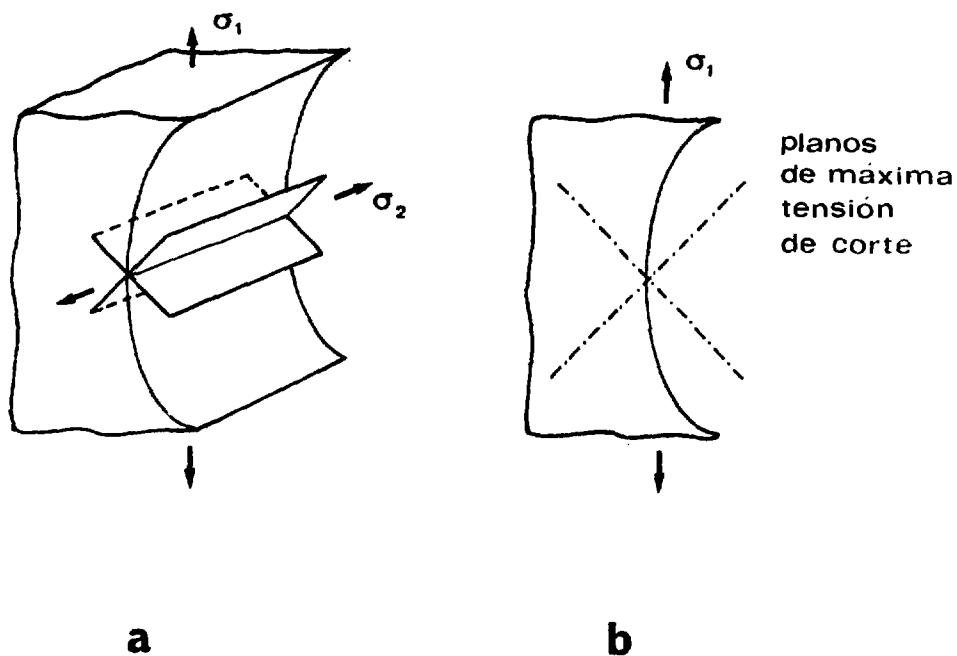 σ₁
σ₂
a
σ₁
planos
de máxima
tensión
de corte
b